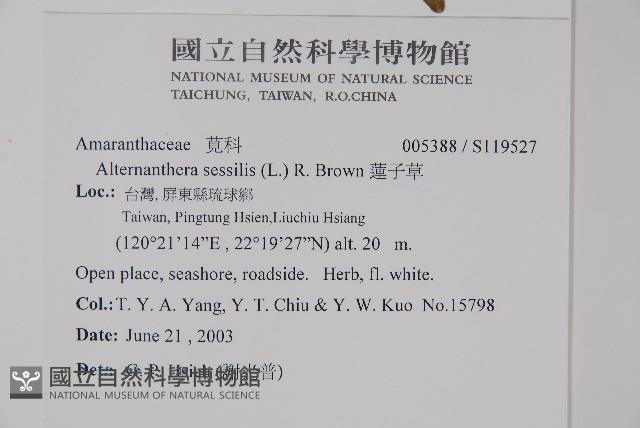 國立自然科學博物館
NATIONAL MUSEUM OF NATURAL SCIENCE
TAICHUNG, TAIWAN, R.O.CHINA
Amaranthaceae 莧科 005388 / S119527
Alternanthera sessilis (L.) R. Brown 蓮子草
Loc.: 台灣, 屏東縣琉球鄉
Taiwan, Pingtung Hsien,Liuchiu Hsiang
(120°21'14”E , 22°19'27”N) alt. 20 m.
Open place, seashore, roadside. Herb, fl. white.
Col.: T. Y. A. Yang, Y. T. Chiu & Y. W. Kuo No.15798
Date: June 21 , 2003
Det.:
國立自然科學博物館
NATIONAL MUSEUM OF NATURAL SCIENCE